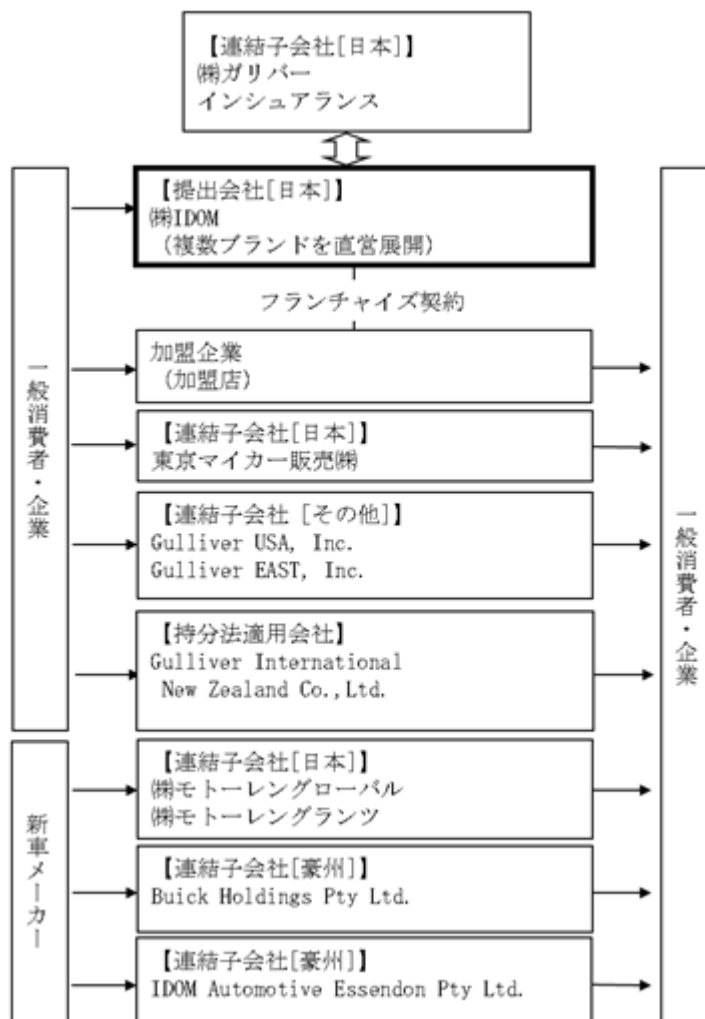 【連結子会社[日本]】
㈱ガリバー
インシュアランス
【提出会社[日本]】
㈱IDOM
(複数ブランドを直営展開)
フランチャイズ契約
加盟企業
(加盟店)
【連結子会社[日本]】
東京マイカー販売㈱
【連結子会社 [その他]】
Gulliver USA, Inc.
Gulliver EAST, Inc.
【持分法適用会社】
Gulliver International
New Zealand Co.,Ltd.
【連結子会社[日本]】
㈱モトーレングローバル
㈱モトーレングランツ
【連結子会社[豪州]】
Buick Holdings Pty Ltd.
【連結子会社[豪州]】
IDOM Automotive Essendon Pty Ltd.
一般消費者・企業
新車メーカー
一般消費者・企業